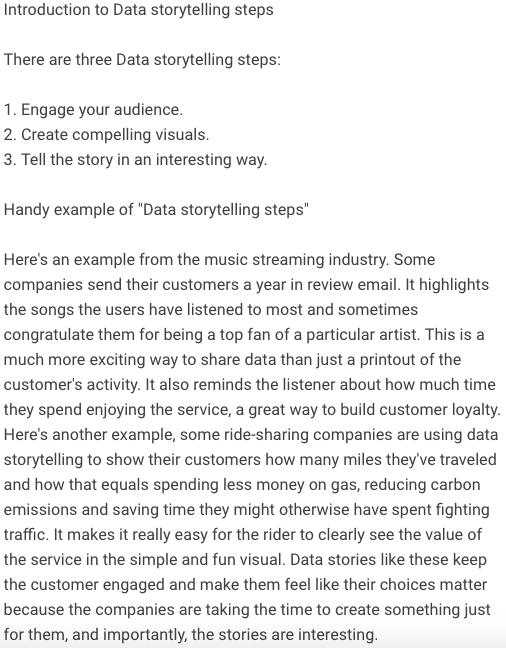 Introduction to Data storytelling steps
There are three Data storytelling steps:
1. Engage your audience.
2. Create compelling visuals.
3. Tell the story in an interesting way.
Handy example of "Data storytelling steps"
Here's an example from the music streaming industry. Some
companies send their customers a year in review email. It highlights
the songs the users have listened to most and sometimes
congratulate them for being a top fan of a particular artist. This is a
much more exciting way to share data than just a printout of the
customer's activity. It also reminds the listener about how much time
they spend enjoying the service, a great way to build customer loyalty.
Here's another example, some ride-sharing companies are using data
storytelling to show their customers how many miles they've traveled
and how that equals spending less money on gas, reducing carbon
emissions and saving time they might otherwise have spent fighting
traffic. It makes it really easy for the rider to clearly see the value of
the service in the simple and fun visual. Data stories like these keep
the customer engaged and make them feel like their choices matter
because the companies are taking the time to create something just
for them, and importantly, the stories are interesting.